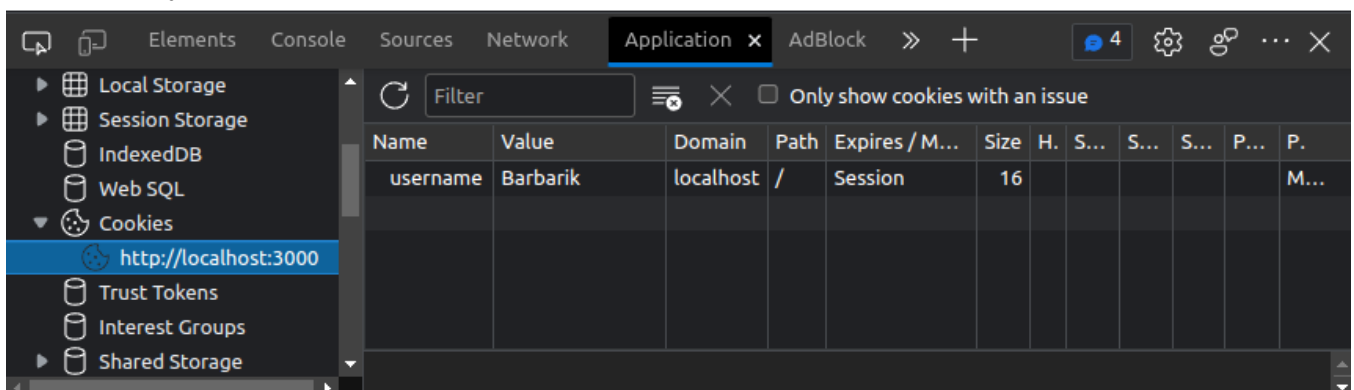 Elements Console Sources Network Application × AdBlock » + 4 ··· ×
Local Storage
Session Storage
IndexedDB
Web SQL
Cookies
http://localhost:3000
Trust Tokens
Interest Groups
Shared Storage
Filter Only show cookies with an issue
Name Value Domain Path Expires / M... Size H. S... S... S... P... P.
username Barbarik localhost / Session 16 M...